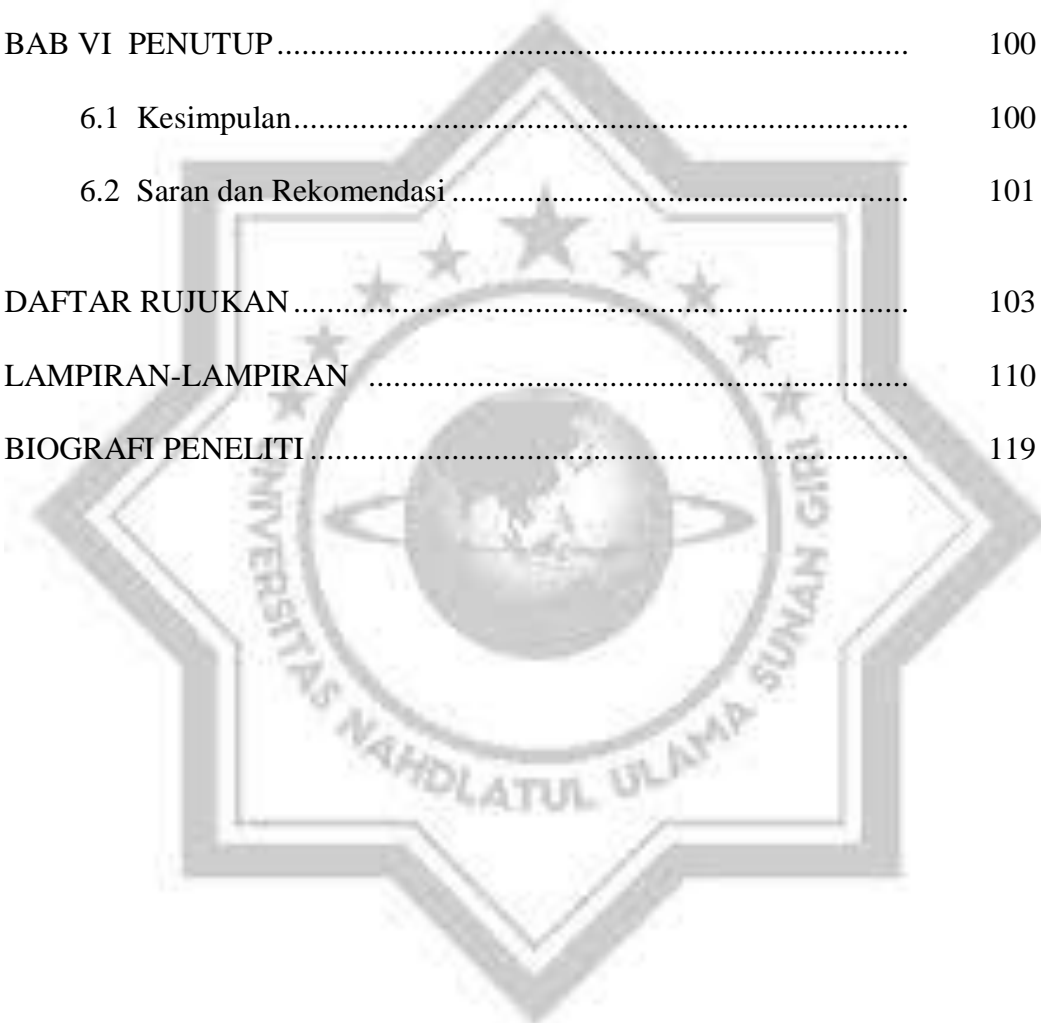 BAB VI PENUTUP.......................................................................... 100
6.1 Kesimpulan....................................................................... 100
6.2 Saran dan Rekomendasi..................................................... 101
DAFTAR RUJUKAN........................................................................ 103
LAMPIRAN-LAMPIRAN ............................................................... 110
BIOGRAFI PENELITI...................................................................... 119
UNIVERSITAS NAHDLATUL ULAMA SUNAN GIRI